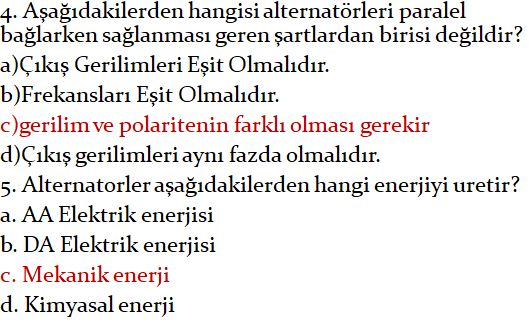 4. Aşağıdakilerden hangisi alternatörleri paralel
bağlarken sağlanması geren şartlardan birisi değildir?
a)Çıkış Gerilimleri Eşit Olmalıdır.
b)Frekansları Eşit Olmalıdır.
c)gerilim ve polaritenin farklı olması gerekir
d)Çıkış gerilimleri aynı fazda olmalıdır.
5. Alternatorler aşağıdakilerden hangi enerjiyi uretir?
a. AA Elektrik enerjisi
b. DA Elektrik enerjisi
c. Mekanik enerji
d. Kimyasal enerji